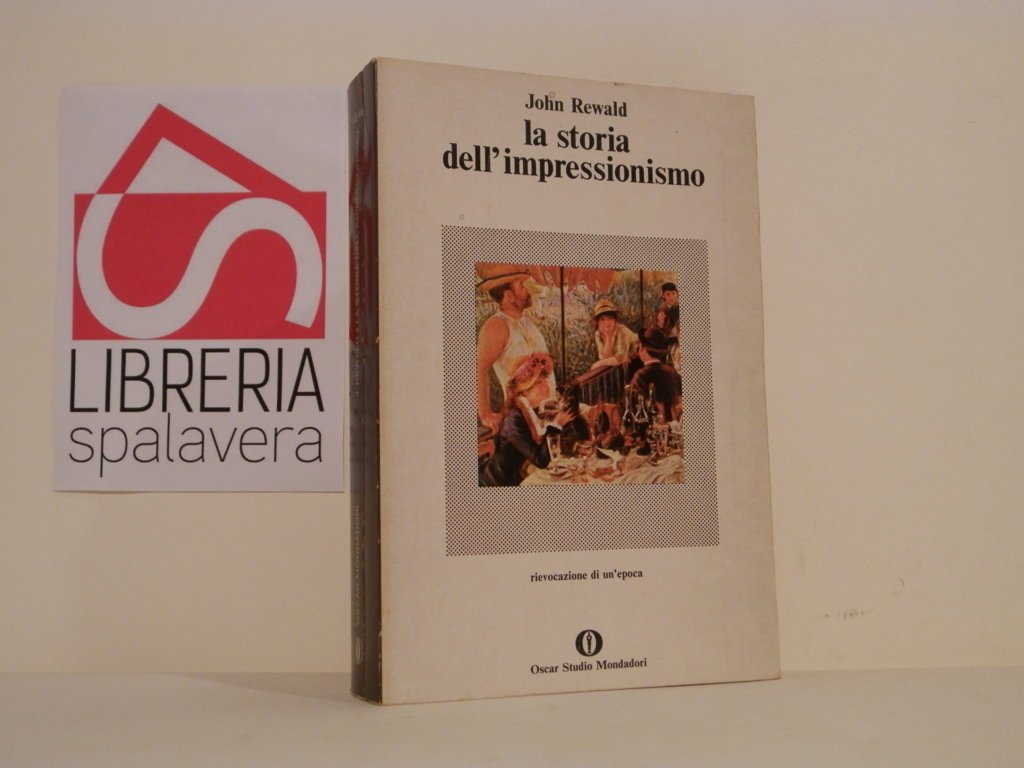 LIBRERIA
spalavera
John Rewald
la storia
dell'impressionismo
rievocazione di un'epoca
Oscar Studio Mondadori